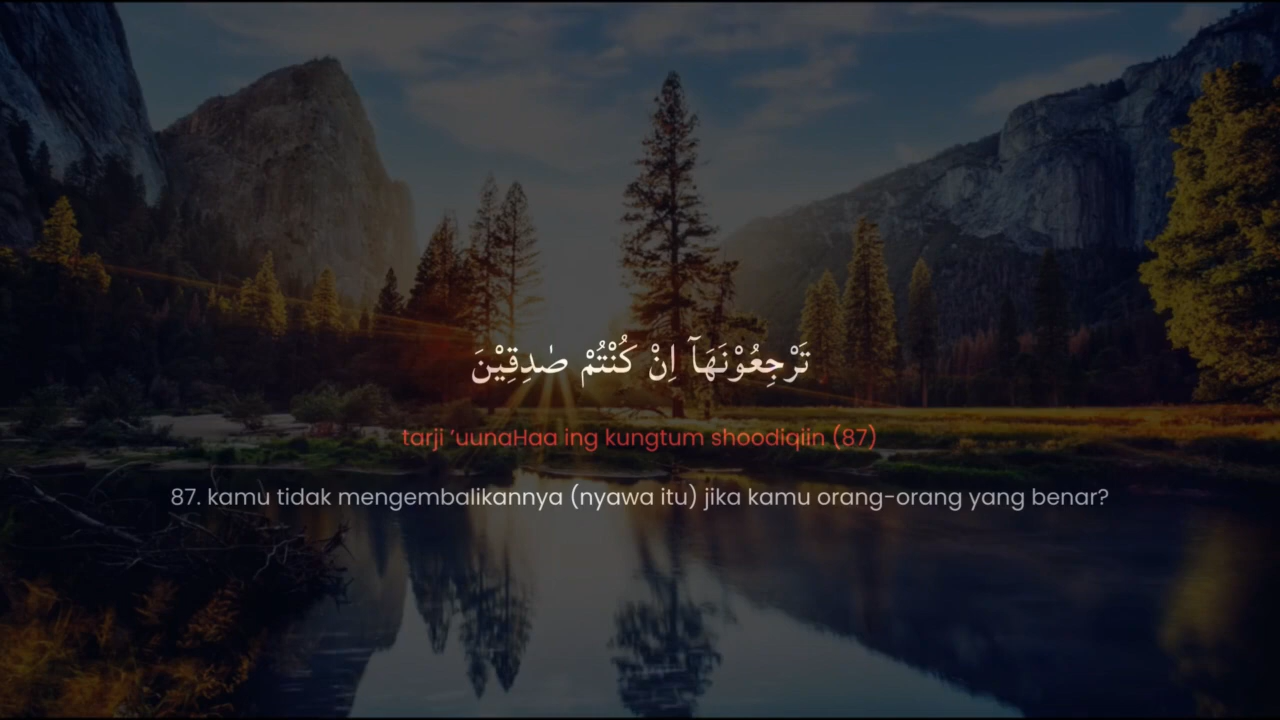 تَرْجِعُوْنَهَآ اِنْ كُنْتُمْ صٰدِقِيْنَ
tarji ’uunaHaa ing kungtum shoodiqiin (87)
87. kamu tidak mengembalikannya (nyawa itu) jika kamu orang-orang yang benar?